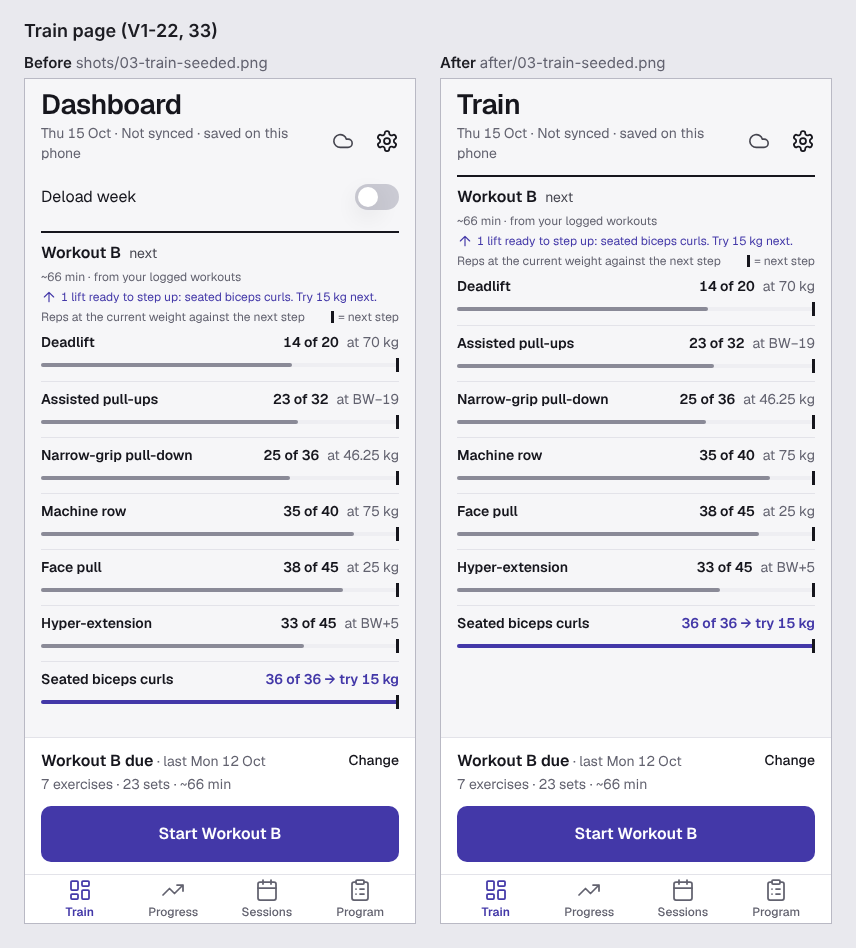 Train page (V1-22, 33)
Before shots/03-train-seeded.png
Dashboard
Thu 15 Oct · Not synced · saved on this
phone
Deload week
Workout B next
~66 min · from your logged workouts
↑ 1 lift ready to step up: seated biceps curls. Try 15 kg next.
Reps at the current weight against the next step = next step
Deadlift 14 of 20 at 70 kg
Assisted pull-ups 23 of 32 at BW−19
Narrow-grip pull-down 25 of 36 at 46.25 kg
Machine row 35 of 40 at 75 kg
Face pull 38 of 45 at 25 kg
Hyper-extension 33 of 45 at BW+5
Seated biceps curls 36 of 36 → try 15 kg
Workout B due · last Mon 12 Oct Change
7 exercises · 23 sets · ~66 min
Start Workout B
Train Progress Sessions Program
After after/03-train-seeded.png
Train
Thu 15 Oct · Not synced · saved on this
phone
Workout B next
~66 min · from your logged workouts
↑ 1 lift ready to step up: seated biceps curls. Try 15 kg next.
Reps at the current weight against the next step = next step
Deadlift 14 of 20 at 70 kg
Assisted pull-ups 23 of 32 at BW−19
Narrow-grip pull-down 25 of 36 at 46.25 kg
Machine row 35 of 40 at 75 kg
Face pull 38 of 45 at 25 kg
Hyper-extension 33 of 45 at BW+5
Seated biceps curls 36 of 36 → try 15 kg
Workout B due · last Mon 12 Oct Change
7 exercises · 23 sets · ~66 min
Start Workout B
Train Progress Sessions Program